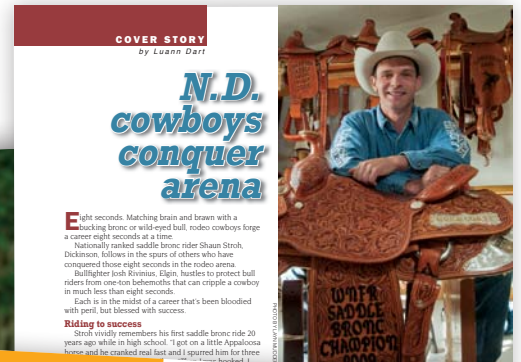 COVER STORY
by Luann Dart
N.D.
cowboys
conquer
arena
Eight seconds. Matching brain and brawn with a
bucking bronc or wild-eyed bull, rodeo cowboys forge
a career eight seconds at a time.
Nationally ranked saddle bronc rider Shaun Stroh,
Dickinson, follows in the spurs of others who have
conquered those eight seconds in the rodeo arena.
Bullfighter Josh Rivinius, Elgin, hustles to protect bull
riders from one-ton behemoths that can cripple a cowboy
in much less than eight seconds.
Each is in the midst of a career that's been bloodied
with peril, but blessed with success.
Riding to success
Stroh vividly remembers his first saddle bronc ride 20
years ago while in high school. "I got on a little Appaloosa
horse and he cranked real fast and I spurred him for three
WNFR
SADDLE
BRONC
CHAMPION